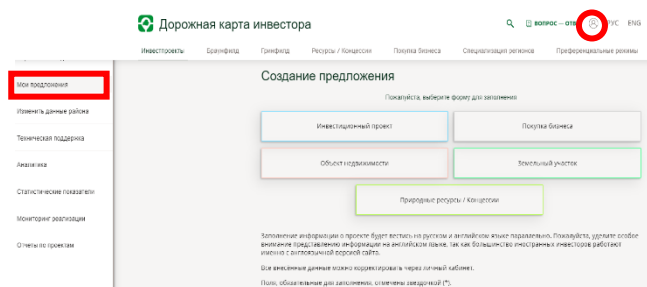 Дорожная карта инвестора
ВОПРОС — ОТВ
РУС ENG
Инвестпроекты Браунфилд Гринфилд Ресурсы / Концессии Покупка бизнеса Специализация регионов Преференциальные режимы
Мои предложения
Изменить данные района
Техническая поддержка
Аналитика
Статистические показатели
Мониторинг реализации
Отчеты по проектам
Создание предложения
Пожалуйста, выберите форму для заполнения
Инвестиционный проект
Покупка бизнеса
Объект недвижимости
Земельный участок
Природные ресурсы / Концессии
Заполнение информации о проекте будет вестись на русском и английском языке параллельно. Пожалуйста, уделите особое
внимание представлению информации на английском языке, так как большинство иностранных инвесторов работают
именно с англоязычной версией сайта.
Все внесённые данные можно корректировать через личный кабинет.
Поля, обязательные для заполнения, отмечены звездочкой (*).